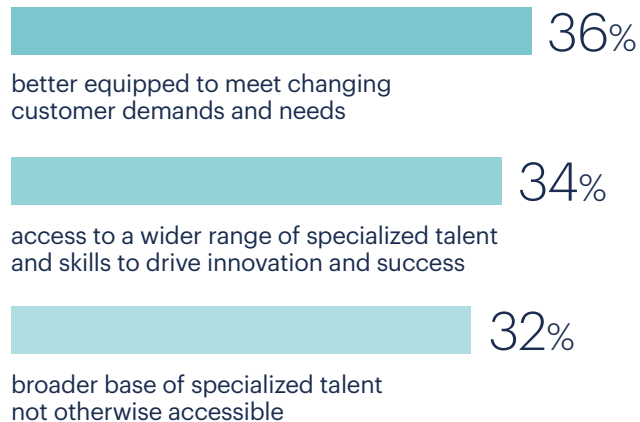 36%
better equipped to meet changing
customer demands and needs
34%
access to a wider range of specialized talent
and skills to drive innovation and success
32%
broader base of specialized talent
not otherwise accessible